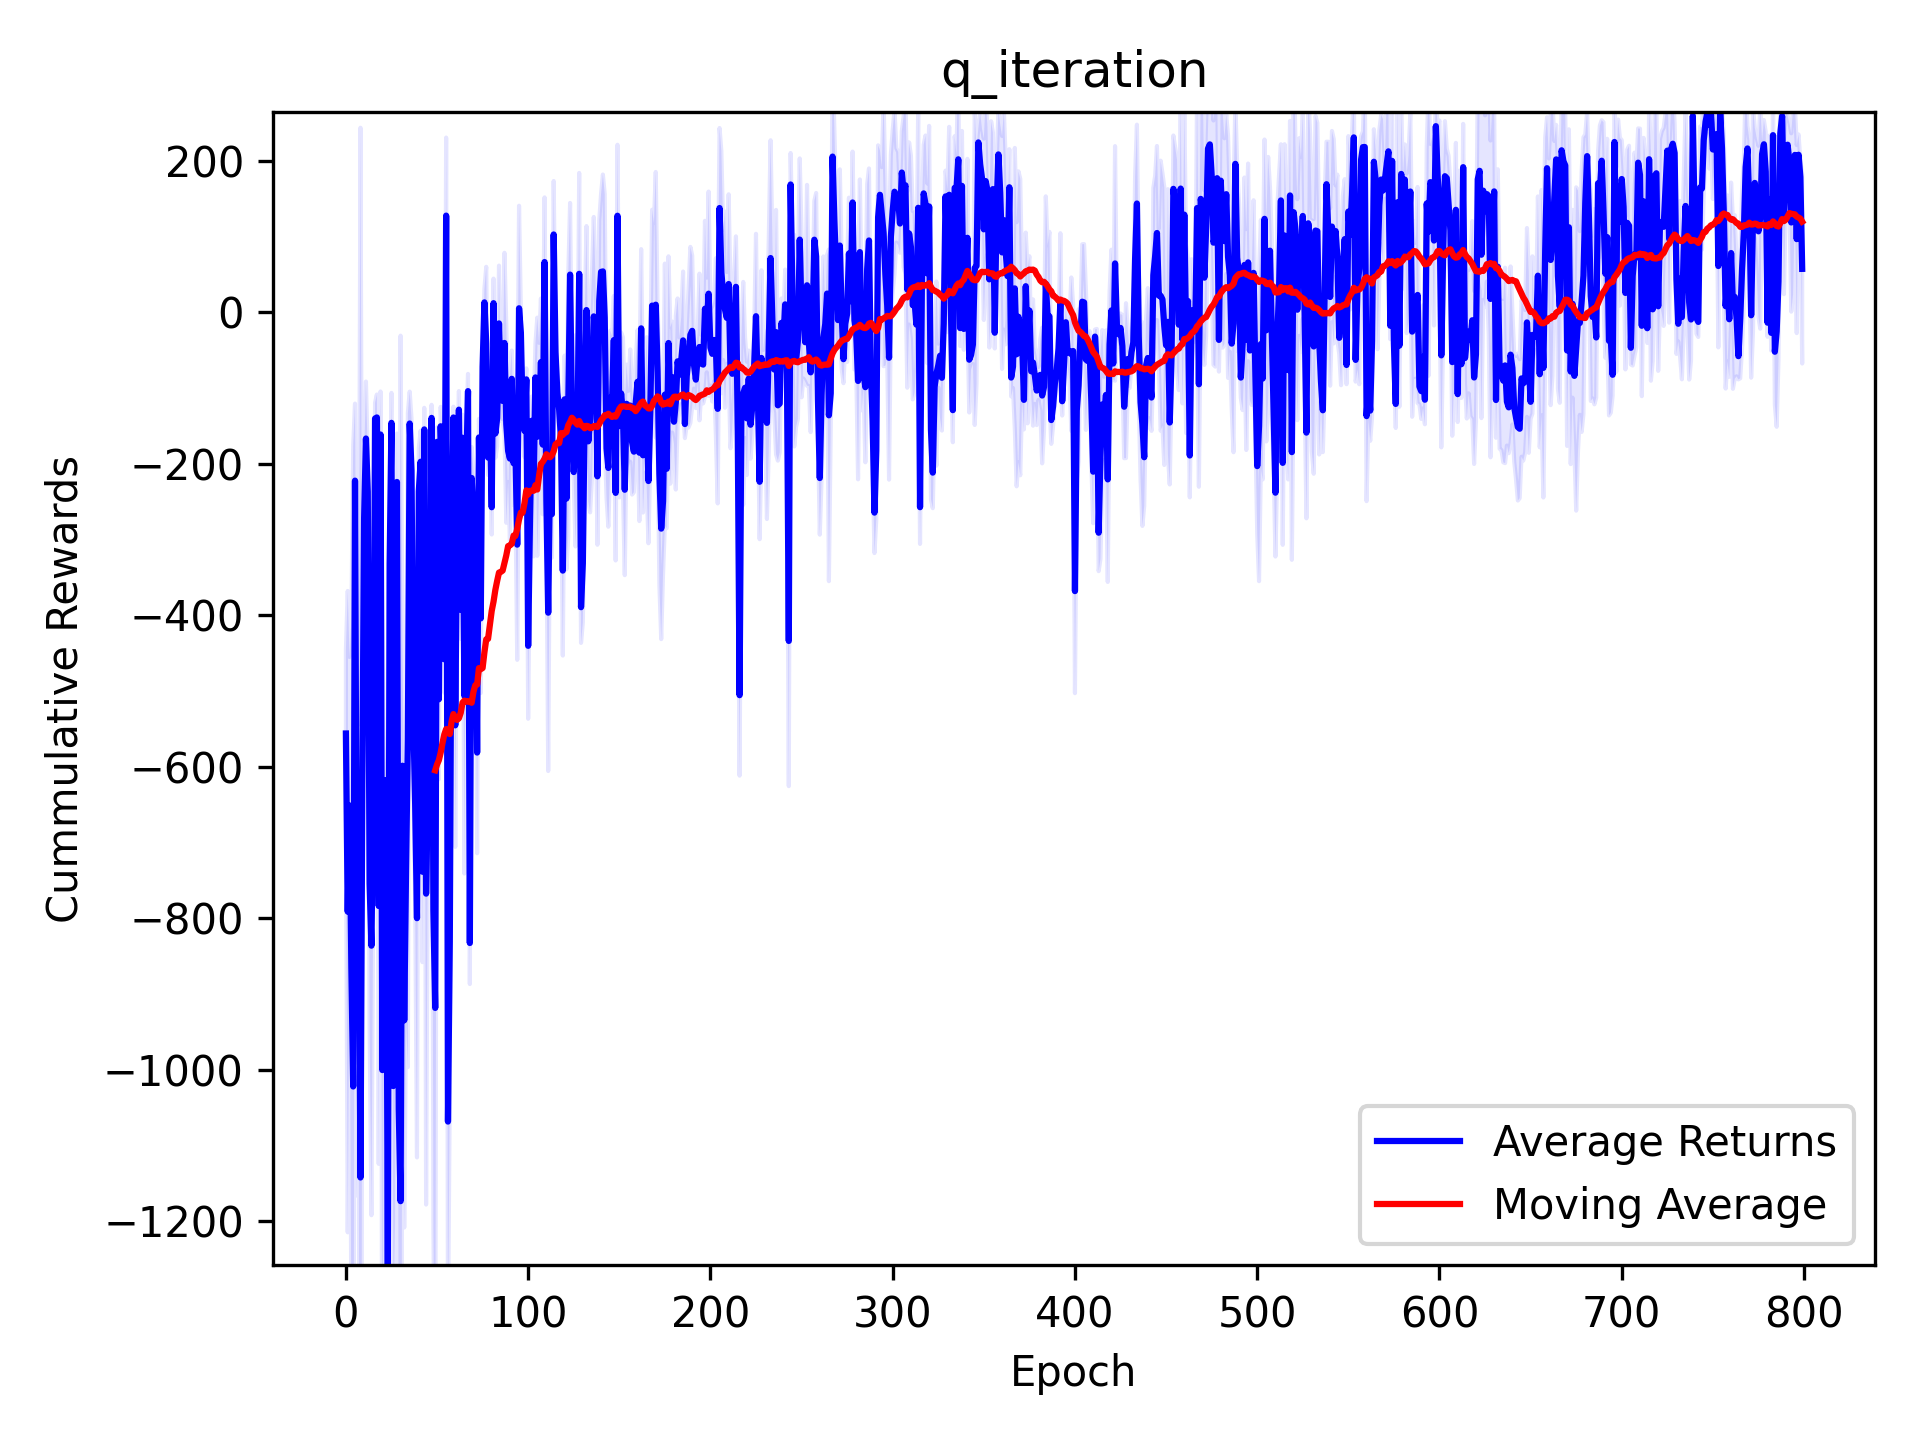 q_iteration
Cummulative Rewards
200
0
−200
−400
−600
−800
−1000
−1200
Average Returns
Moving Average
0 100 200 300 400 500 600 700 800
Epoch